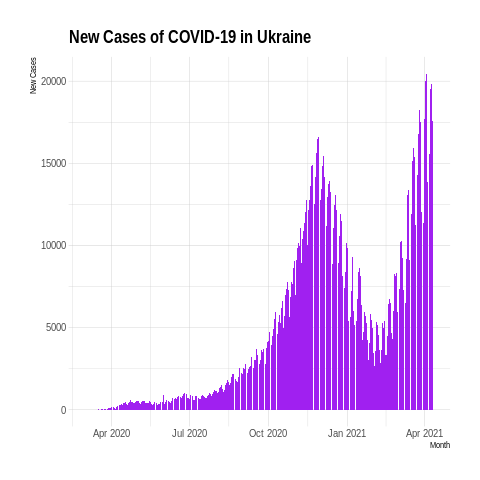 New Cases of COVID-19 in Ukraine
New Cases
20000
15000
10000
5000
0
Apr 2020 Jul 2020 Oct 2020 Jan 2021 Apr 2021
Month